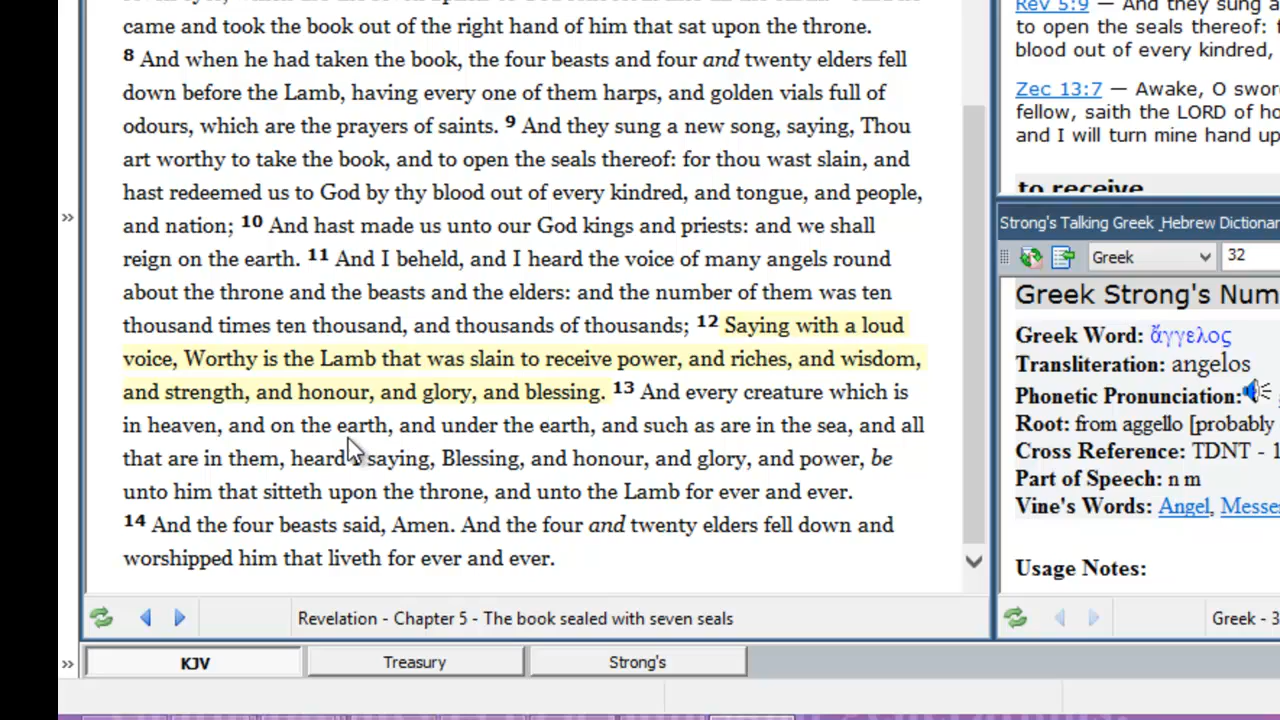 came and took the book out of the right hand of him that sat upon the throne.
8 And when he had taken the book, the four beasts and four and twenty elders fell
down before the Lamb, having every one of them harps, and golden vials full of
odours, which are the prayers of saints. 9 And they sung a new song, saying, Thou
art worthy to take the book, and to open the seals thereof: for thou wast slain, and
hast redeemed us to God by thy blood out of every kindred, and tongue, and people,
and nation; 10 And hast made us unto our God kings and priests: and we shall
reign on the earth. 11 And I beheld, and I heard the voice of many angels round
about the throne and the beasts and the elders: and the number of them was ten
thousand times ten thousand, and thousands of thousands; 12 Saying with a loud
voice, Worthy is the Lamb that was slain to receive power, and riches, and wisdom,
and strength, and honour, and glory, and blessing. 13 And every creature which is
in heaven, and on the earth, and under the earth, and such as are in the sea, and all
that are in them, heard saying, Blessing, and honour, and glory, and power, be
unto him that sitteth upon the throne, and unto the Lamb for ever and ever.
14 And the four beasts said, Amen. And the four and twenty elders fell down and
worshipped him that liveth for ever and ever.
Revelation - Chapter 5 - The book sealed with seven seals
KJV
Treasury
Strong's
Rev 5:9 — And they sung a
to open the seals thereof: f
blood out of every kindred,
Zec 13:7 — Awake, O swor
fellow, saith the LORD of ho
and I will turn mine hand up
to receive
Strong's Talking Greek _Hebrew Dictionar
Greek
32
Greek Strong's Num
Greek Word: ἄγγελος
Transliteration: angelos
Phonetic Pronunciation:
Root: from aggello [probably
Cross Reference: TDNT - 1
Part of Speech: n m
Vine's Words: Angel, Messe
Usage Notes:
Greek - 3